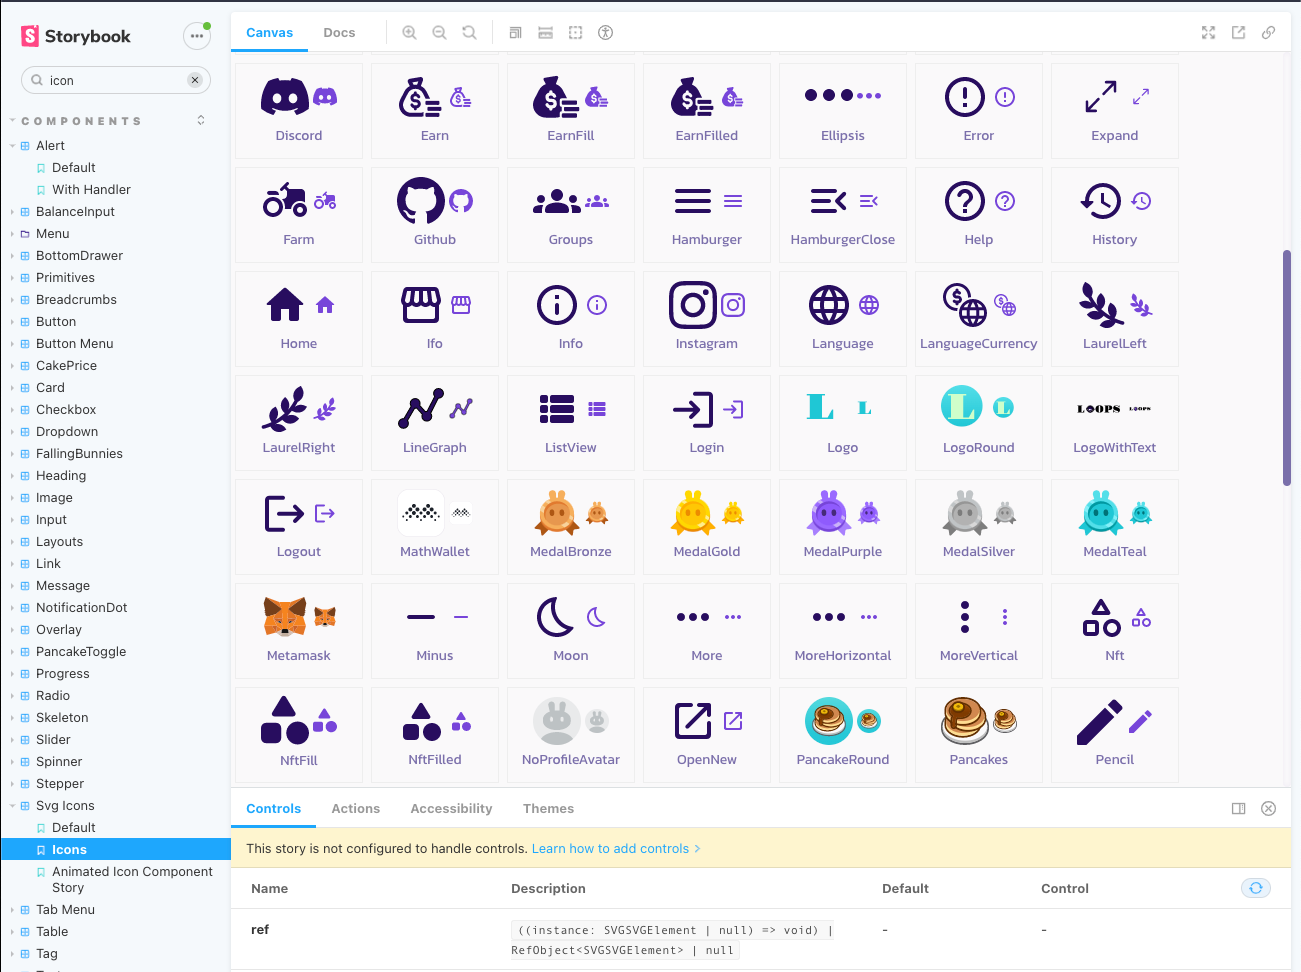 Storybook
icon
COMPONENTS
Alert
Default
With Handler
BalanceInput
Menu
BottomDrawer
Primitives
Breadcrumbs
Button
Button Menu
CakePrice
Card
Checkbox
Dropdown
FallingBunnies
Heading
Image
Input
Layouts
Link
Message
NotificationDot
Overlay
PancakeToggle
Progress
Radio
Skeleton
Slider
Spinner
Stepper
Svg Icons
Default
Icons
Animated Icon Component
Story
Tab Menu
Table
Tag
Canvas Docs
Discord Earn EarnFill EarnFilled Ellipsis Error Expand
Farm Github Groups Hamburger HamburgerClose Help History
Home Ifo Info Instagram Language LanguageCurrency LaurelLeft
L L L L LOOPS LOOPS
LaurelRight LineGraph ListView Login Logo LogoRound LogoWithText
Logout MathWallet MedalBronze MedalGold MedalPurple MedalSilver MedalTeal
Metamask Minus Moon More MoreHorizontal MoreVertical Nft
NftFill NftFilled NoProfileAvatar OpenNew PancakeRound Pancakes Pencil
Controls Actions Accessibility Themes
This story is not configured to handle controls. Learn how to add controls >
Name Description Default Control
ref ((instance: SVGSVGElement | null) => void) | - -
RefObject<SVGSVGElement> | null